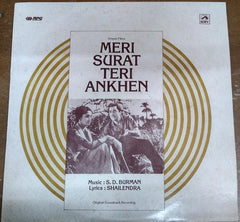 MERI
SURAT
TERI
ANKHEN
Music : S. D. BURMAN
Lyrics : SHAILENDRA
Original Soundtrack Recording